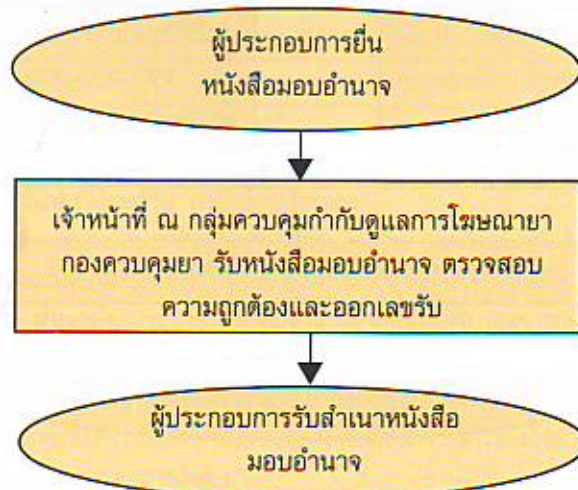 ผู้ประกอบการยื่น
หนังสือมอบอำนาจ
เจ้าหน้าที่ ณ กลุ่มควบคุมกำกับดูแลการโฆษณายา
กองควบคุมยา รับหนังสือมอบอำนาจ ตรวจสอบ
ความถูกต้องและออกเลขรับ
ผู้ประกอบการรับสำเนาหนังสือ
มอบอำนาจ